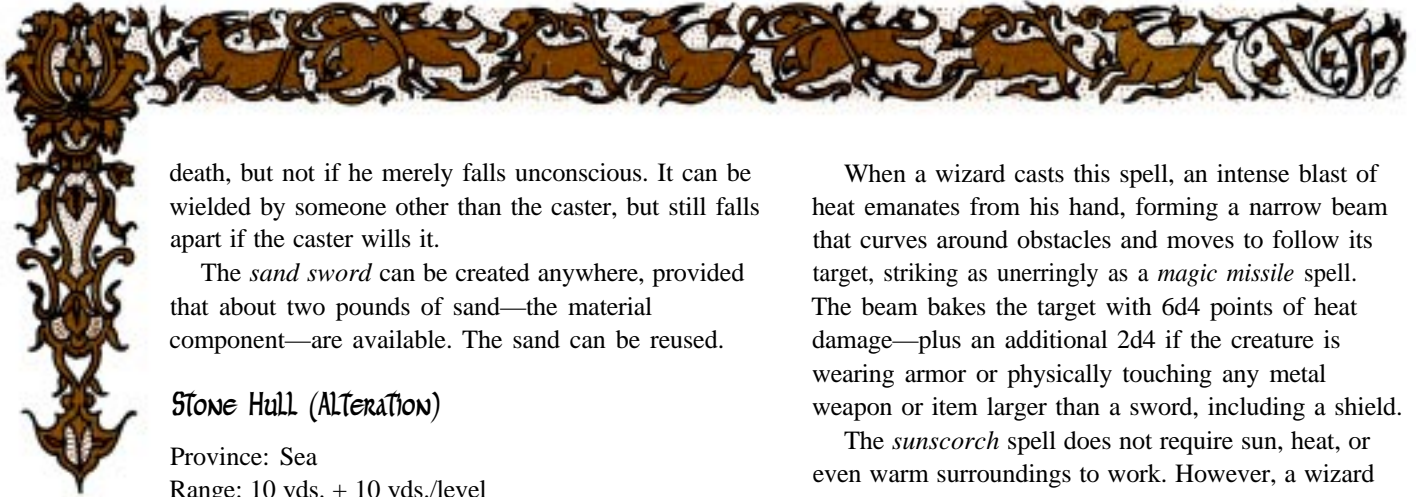 death, but not if he merely falls unconscious. It can be
wielded by someone other than the caster, but still falls
apart if the caster wills it.
The sand sword can be created anywhere, provided
that about two pounds of sand—the material
component—are available. The sand can be reused.
Stone Hull (Alteration)
Province: Sea
Range: 10 yds. + 10 yds./level
When a wizard casts this spell, an intense blast of
heat emanates from his hand, forming a narrow beam
that curves around obstacles and moves to follow its
target, striking as unerringly as a magic missile spell.
The beam bakes the target with 6d4 points of heat
damage—plus an additional 2d4 if the creature is
wearing armor or physically touching any metal
weapon or item larger than a sword, including a shield.
The sunscorch spell does not require sun, heat, or
even warm surroundings to work. However, a wizard